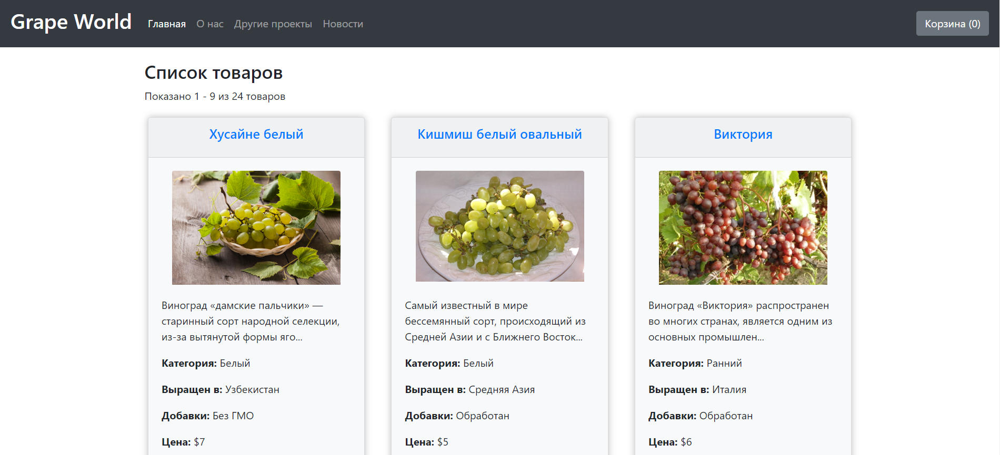 Grape World
Главная
О нас
Другие проекты
Новости
Корзина (0)
Список товаров
Показано 1 - 9 из 24 товаров
Хусайне белый
Виноград «дамские пальчики» —
старинный сорт народной селекции,
из-за вытянутой формы яго...
Категория: Белый
Выращен в: Узбекистан
Добавки: Без ГМО
Цена: $7
Кишмиш белый овальный
Самый известный в мире
бессемянный сорт, происходящий из
Средней Азии и с Ближнего Восток...
Категория: Белый
Выращен в: Средняя Азия
Добавки: Обработан
Цена: $5
Виктория
Виноград «Виктория» распространен
во многих странах, является одним из
основных промышлен...
Категория: Ранний
Выращен в: Италия
Добавки: Обработан
Цена: $6